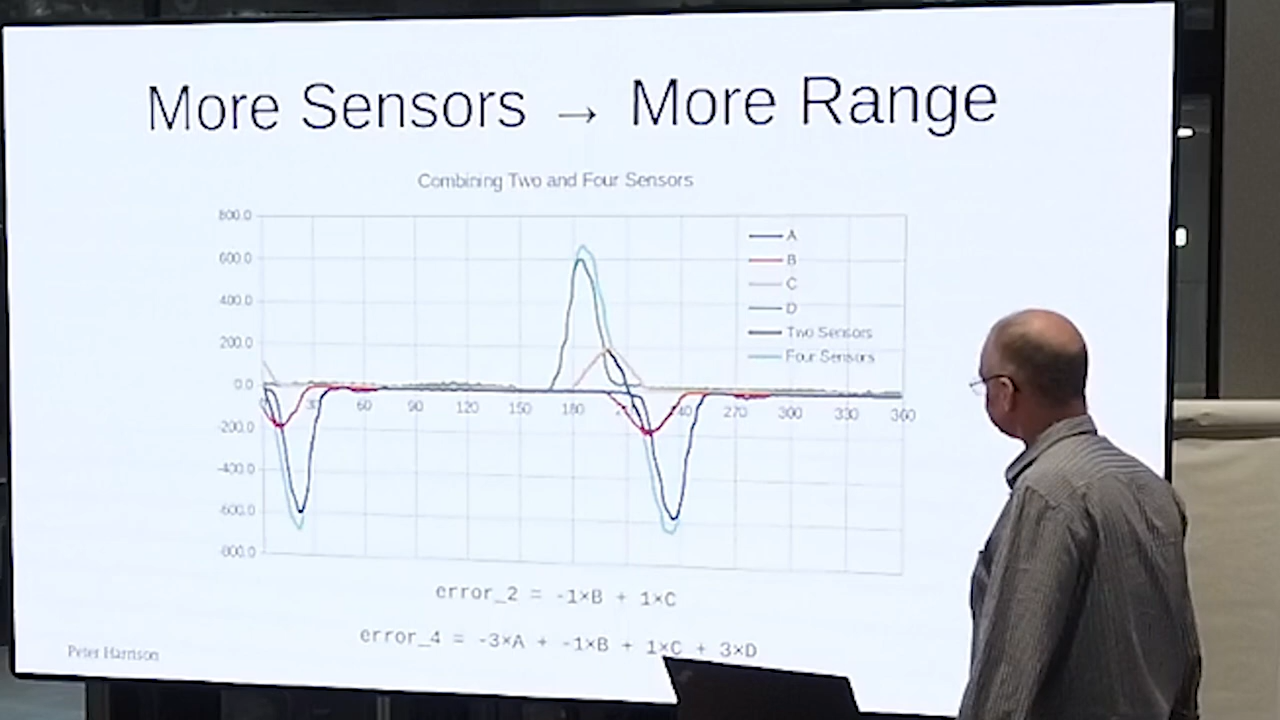 More Sensors → More Range
Combining Two and Four Sensors
800.0
600.0
400.0
200.0
0.0
-200.0
-400.0
-600.0
-800.0
30 60 90 120 150 180 240 270 300 330 360
A
B
C
D
Two Sensors
Four Sensors
error_2 = -1×B + 1×C
error_4 = -3×A + -1×B + 1×C + 3×D
Peter Harrison